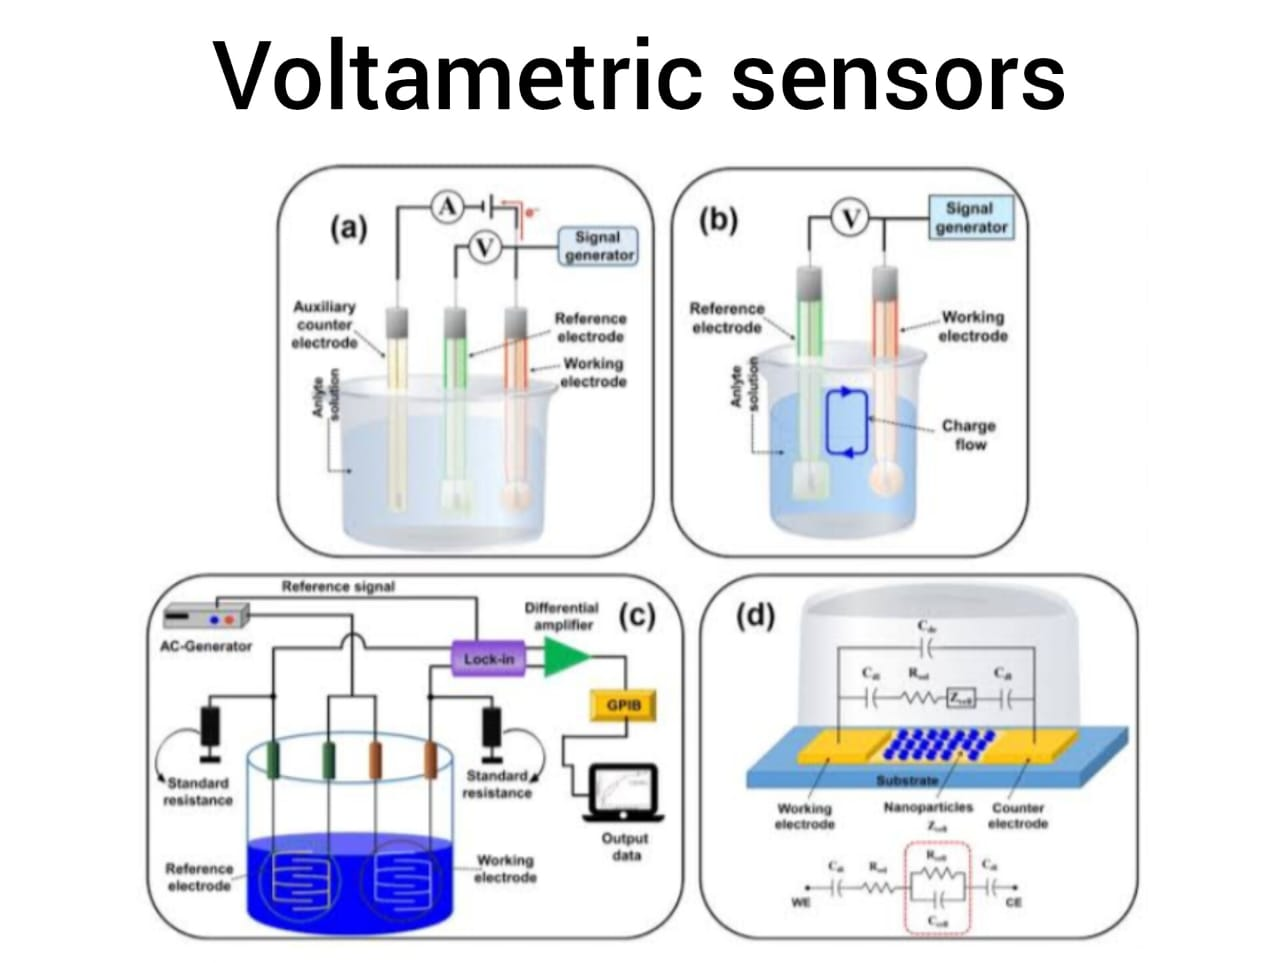 Voltametric sensors
(a)
A
e-
V
Signal
generator
Auxiliary
counter
electrode
Reference
electrode
Working
electrode
Anlyte
solution
(b)
V
Signal
generator
Reference
electrode
Working
electrode
Anlyte
solution
Charge
flow
Reference signal
(c)
Differential
amplifier
AC-Generator
Lock-in
GPIB
Standard
resistance
Standard
resistance
Output
data
Reference
electrode
Working
electrode
(d)
Substrate
Working
electrode
Nanoparticles
Counter
electrode
WE
CE